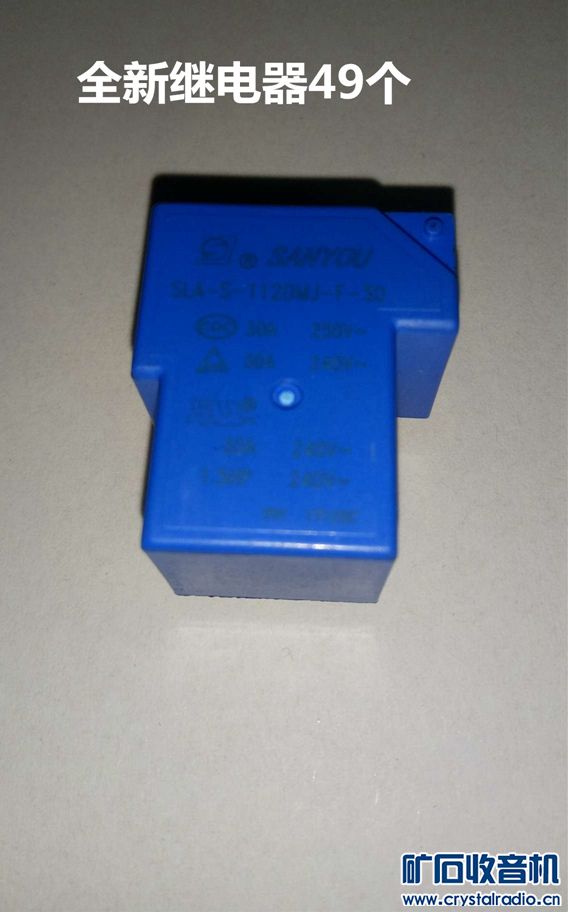 全新继电器49个
® SANYOU
SLA-S-112DMJ-F-30
CQC 30A 250V~
30A 240V~
240V~
240V~
矿石收音机
www.crystalradio.cn